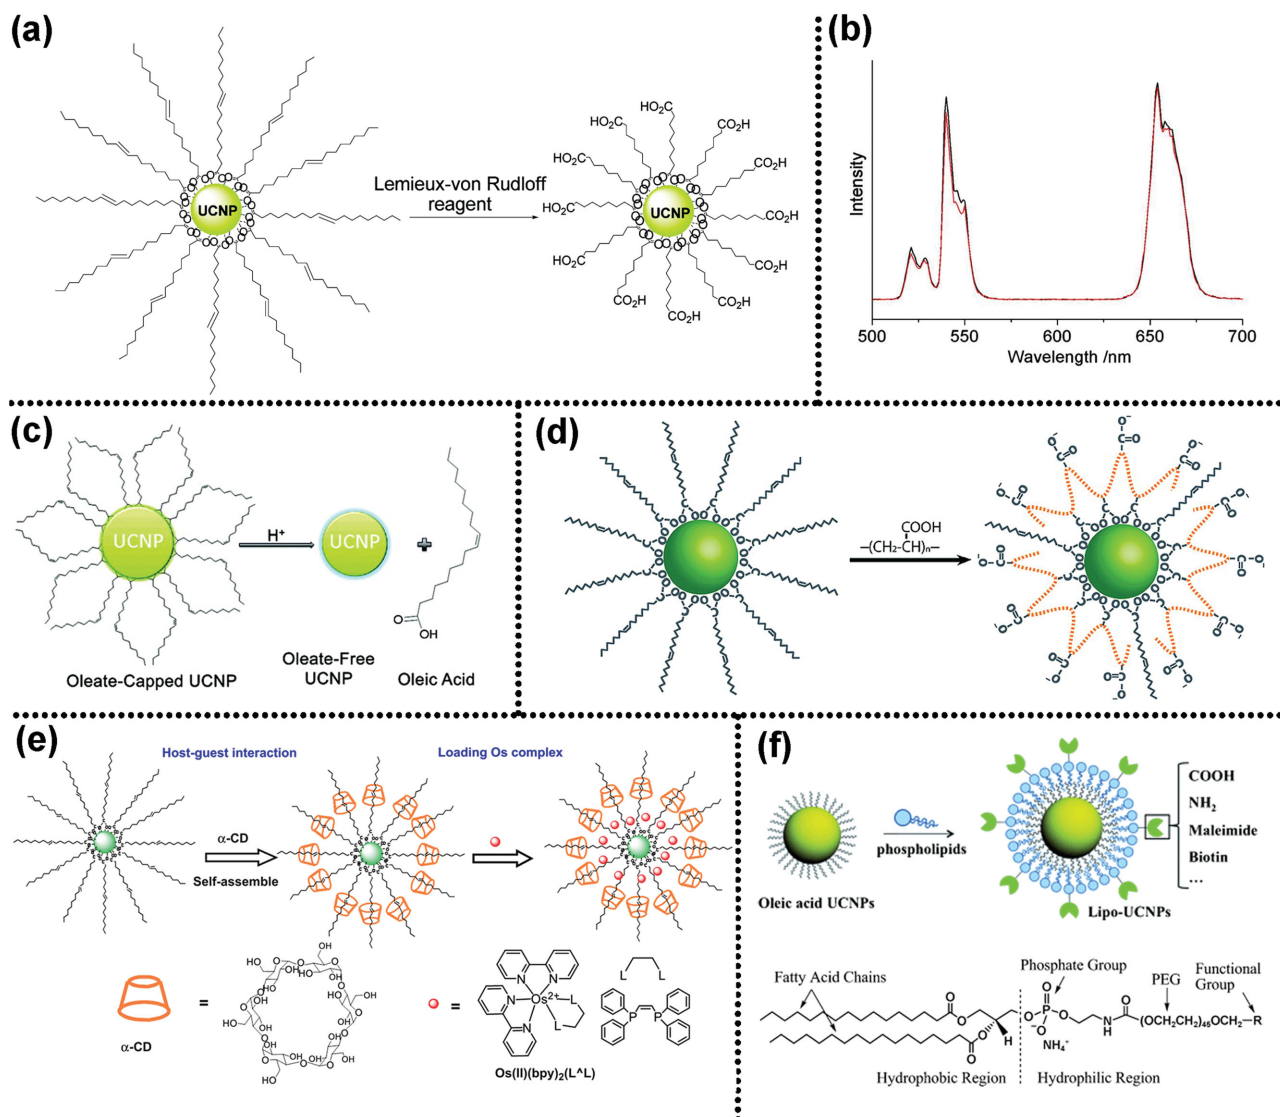 (a)
UCNP
Lemieux-von Rudloff
reagent
HO₂C
HO₂C
CO₂H
HO₂C
CO₂H
HO₂C
UCNP
CO₂H
HO₂C
CO₂H
CO₂H
CO₂H
CO₂H
(b)
Intensity
500
550
600
650
700
Wavelength /nm
(c)
UCNP
H⁺
UCNP
+
O
OH
Oleate-Capped UCNP
Oleate-Free
UCNP
Oleic Acid
(d)
COOH
–(CH₂-CH)n–
(e)
Host-guest interaction
Loading Os complex
α-CD
Self-assemble
α-CD
=
=
Os²⁺
N
N
N
N
L
L
L
L
P
P
Os(II)(bpy)₂(L^L)
(f)
phospholipids
Oleic acid UCNPs
Lipo-UCNPs
COOH
NH₂
Maleimide
Biotin
...
Fatty Acid Chains
Phosphate Group
PEG
Functional
Group
O
O
O
O
H
O
O–P–O
O⁻
NH₄⁺
N
H
O
(OCH₂CH₂)₄₅OCH₂–R
Hydrophobic Region
Hydrophilic Region